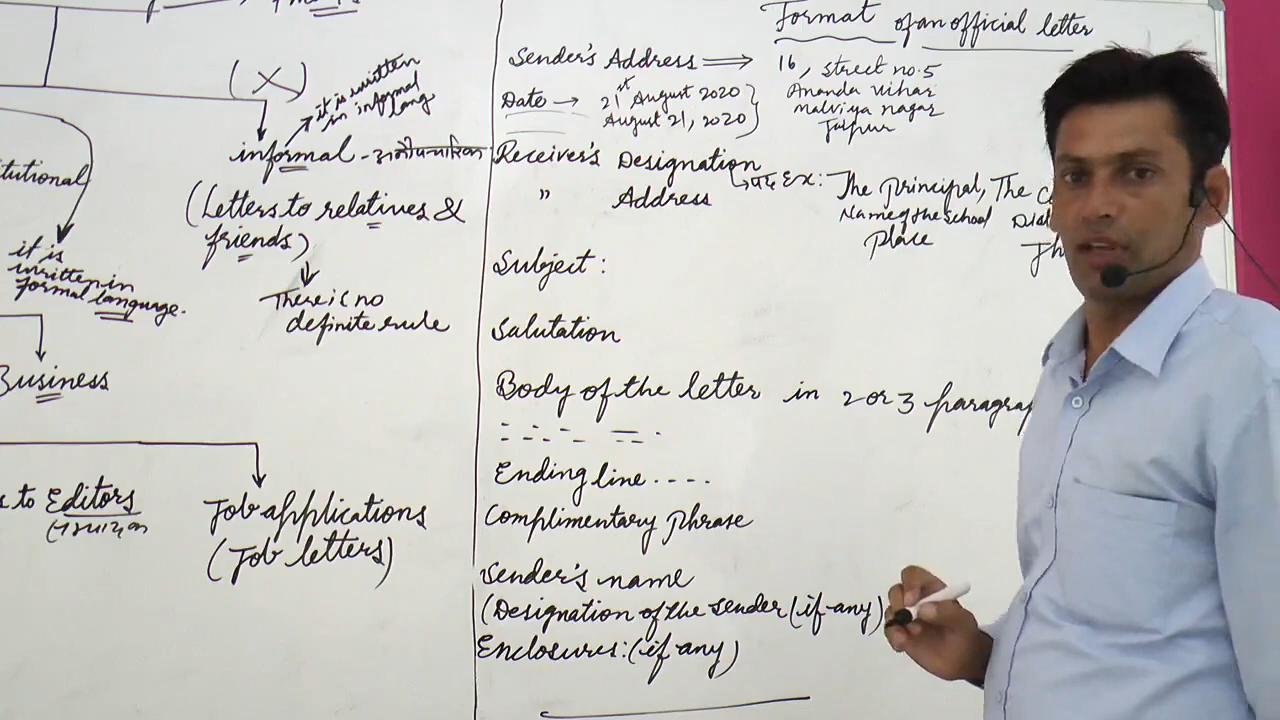 (X)
it is written
in informal
lang
informal - अनौपचारिक
(Letters to relatives &
friends)
There is no
definite rule
tutional
it is
written in
formal language.
Business
s to Editors
Job applications
(Job letters)
Format of an official letter
Sender's Address ⇒ 16, Street no. 5
Ananda vihar
malviya nagar
Jaipur
Date → 21st August 2020
August 21, 2020
Receiver's Designation
" Address
पद Ex: The Principal, The C
Name of the School
Place
Subject :
Salutation
Body of the letter in 2 or 3 paragrap
Ending line ....
Complimentary Phrase
Sender's name
(Designation of the sender (if any)
Enclosures: (if any)